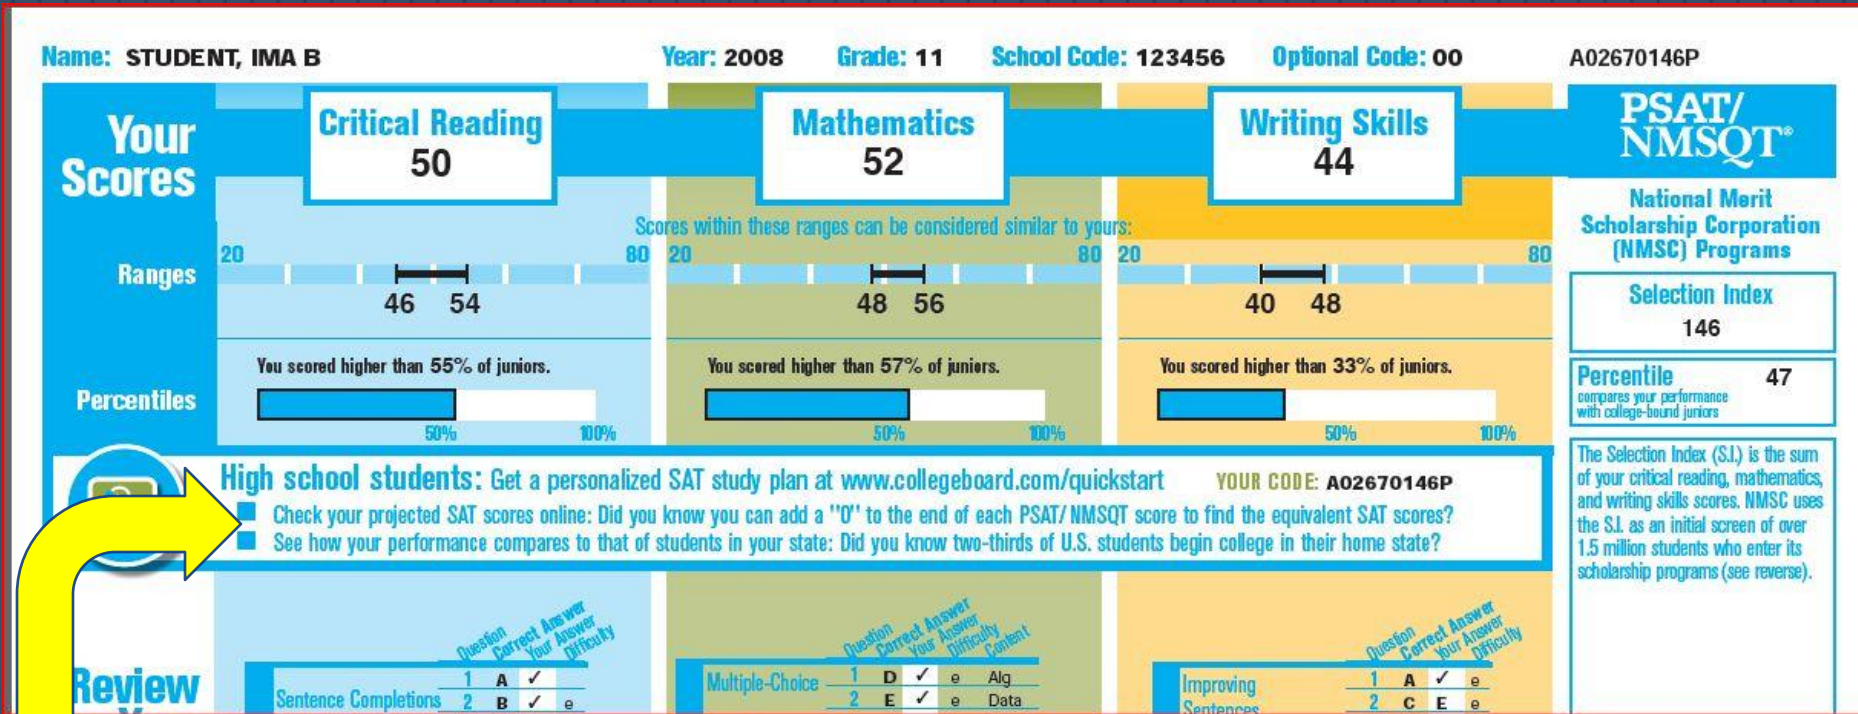 Name: STUDENT, IMA B Year: 2008 Grade: 11 School Code: 123456 Optional Code: 00 A02670146P
Your
Scores
Critical Reading
50
Mathematics
52
Writing Skills
44
PSAT/
NMSQT®
Scores within these ranges can be considered similar to yours:
Ranges
20 80
46 54
20 80
48 56
20 80
40 48
Percentiles
You scored higher than 55% of juniors.
50% 100%
You scored higher than 57% of juniors.
50% 100%
You scored higher than 33% of juniors.
50% 100%
National Merit
Scholarship Corporation
(NMSC) Programs
Selection Index
146
Percentile 47
compares your performance
with college-bound juniors
The Selection Index (S.I.) is the sum
of your critical reading, mathematics,
and writing skills scores. NMSC uses
the S.I. as an initial screen of over
1.5 million students who enter its
scholarship programs (see reverse).
High school students: Get a personalized SAT study plan at www.collegeboard.com/quickstart YOUR CODE: A02670146P
Check your projected SAT scores online: Did you know you can add a "0" to the end of each PSAT/NMSQT score to find the equivalent SAT scores?
See how your performance compares to that of students in your state: Did you know two-thirds of U.S. students begin college in their home state?
Review
Question Correct Answer Your Answer Difficulty
Sentence Completions
1 A ✓
2 B ✓ e
Question Correct Answer Your Answer Difficulty Content
Multiple-Choice
1 D ✓ e Alg
2 E ✓ e Data
Question Correct Answer Your Answer Difficulty
Improving
Sentences
1 A ✓ e
2 C E e